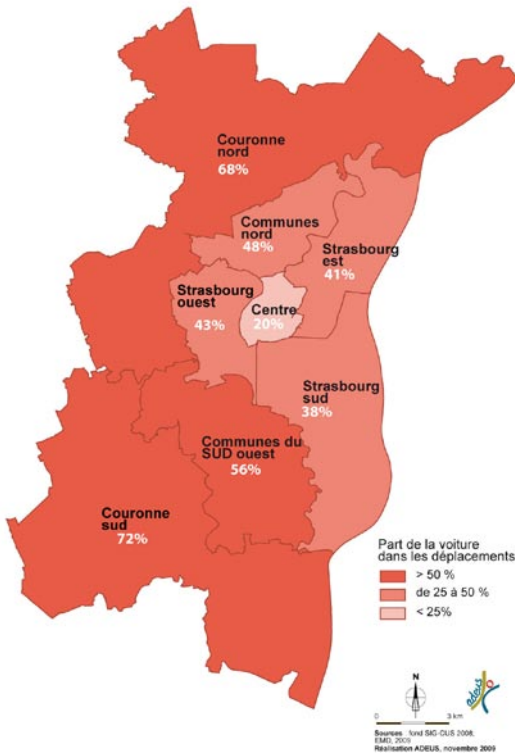 Couronne
nord
68%
Communes
nord
48%
Strasbourg
est
41%
Strasbourg
ouest
43%
Centre
20%
Strasbourg
sud
38%
Communes du
SUD ouest
56%
Couronne
sud
72%
Part de la voiture
dans les déplacements
> 50 %
de 25 à 50 %
< 25%
N
adeus
0 3 km
Sources : fond SIG-CUS 2008,
EMD, 2009
Réalisation ADEUS, novembre 2009